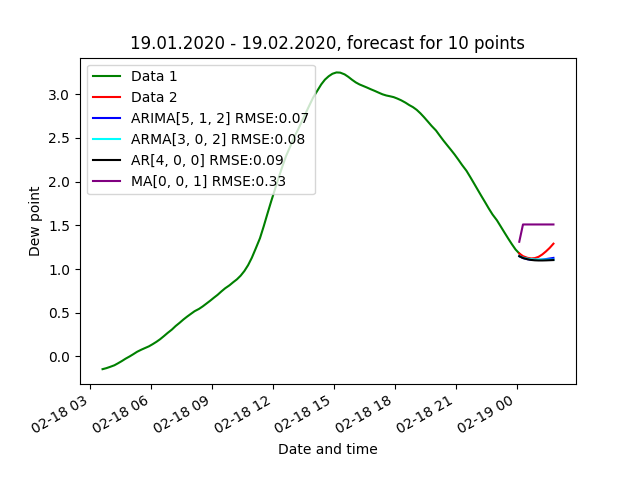 19.01.2020 - 19.02.2020, forecast for 10 points
Data 1
Data 2
ARIMA[5, 1, 2] RMSE:0.07
ARMA[3, 0, 2] RMSE:0.08
AR[4, 0, 0] RMSE:0.09
MA[0, 0, 1] RMSE:0.33
Dew point
3.0
2.5
2.0
1.5
1.0
0.5
0.0
02-18 03
02-18 06
02-18 09
02-18 12
02-18 15
02-18 18
02-18 21
02-19 00
Date and time